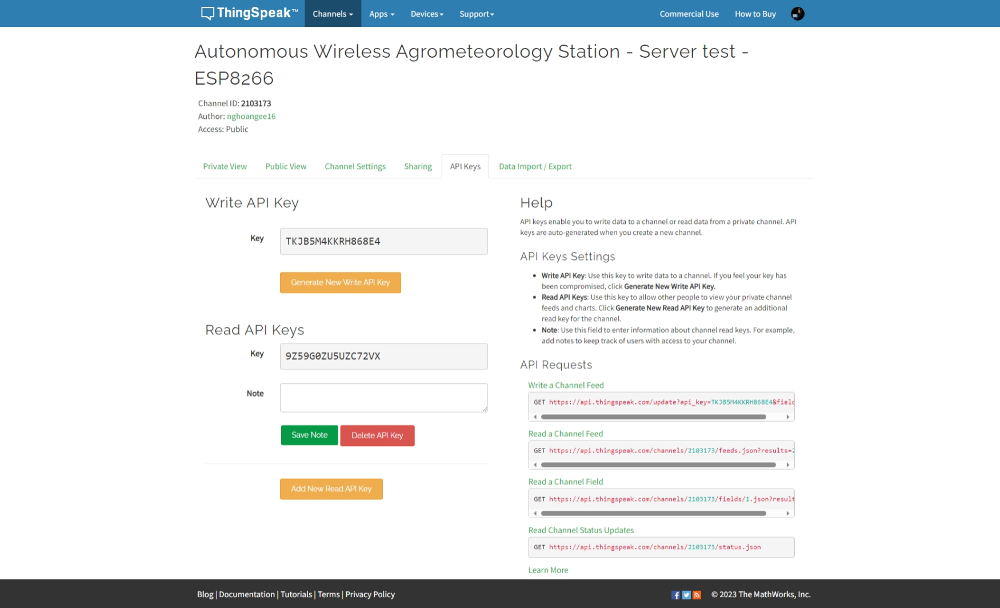 ThingSpeak™
Channels
Apps
Devices
Support
Commercial Use
How to Buy
Autonomous Wireless Agrometeorology Station - Server test -
ESP8266
Channel ID: 2103173
Author: nghoangee16
Access: Public
Private View
Public View
Channel Settings
Sharing
API Keys
Data Import / Export
Write API Key
Key
TKJB5M4KKRH868E4
Generate New Write API Key
Read API Keys
Key
9Z59G0ZU5UZC72VX
Note
Save Note
Delete API Key
Add New Read API Key
Help
API keys enable you to write data to a channel or read data from a private channel. API
keys are auto-generated when you create a new channel.
API Keys Settings
Write API Key: Use this key to write data to a channel. If you feel your key has
been compromised, click Generate New Write API Key.
Read API Keys: Use this key to allow other people to view your private channel
feeds and charts. Click Generate New Read API Key to generate an additional
read key for the channel.
Note: Use this field to enter information about channel read keys. For example,
add notes to keep track of users with access to your channel.
API Requests
Write a Channel Feed
GET https://api.thingspeak.com/update?api_key=TKJB5M4KKRH868E4&field
Read a Channel Feed
GET https://api.thingspeak.com/channels/2103173/feeds.json?results=2
Read a Channel Field
GET https://api.thingspeak.com/channels/2103173/fields/1.json?result
Read Channel Status Updates
GET https://api.thingspeak.com/channels/2103173/status.json
Learn More
Blog | Documentation | Tutorials | Terms | Privacy Policy
© 2023 The MathWorks, Inc.